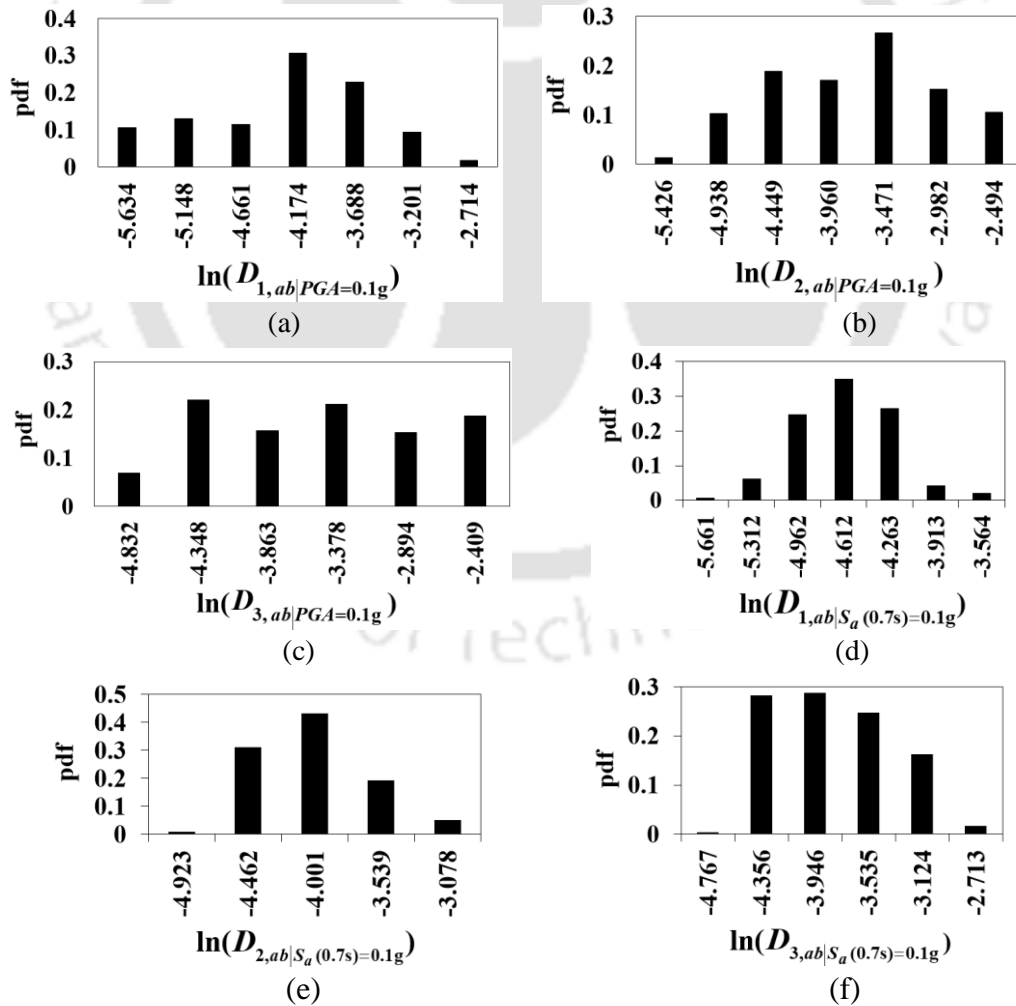 0.4
0.3
0.2
0.1
0
pdf
-5.634 -5.148 -4.661 -4.174 -3.688 -3.201 -2.714
ln(D1, ab|PGA=0.1g)
(a)
0.3
0.2
0.1
0
pdf
-5.426 -4.938 -4.449 -3.960 -3.471 -2.982 -2.494
ln(D2, ab|PGA=0.1g)
(b)
0.3
0.2
0.1
0
pdf
-4.832 -4.348 -3.863 -3.378 -2.894 -2.409
ln(D3, ab|PGA=0.1g)
(c)
0.4
0.3
0.2
0.1
0
pdf
-5.661 -5.312 -4.962 -4.612 -4.263 -3.913 -3.564
ln(D1,ab|Sa (0.7s)=0.1g)
(d)
0.5
0.4
0.3
0.2
0.1
0
pdf
-4.923 -4.462 -4.001 -3.539 -3.078
ln(D2,ab|Sa (0.7s)=0.1g)
(e)
0.3
0.2
0.1
0
pdf
-4.767 -4.356 -3.946 -3.535 -3.124 -2.713
ln(D3,ab|Sa (0.7s)=0.1g)
(f)